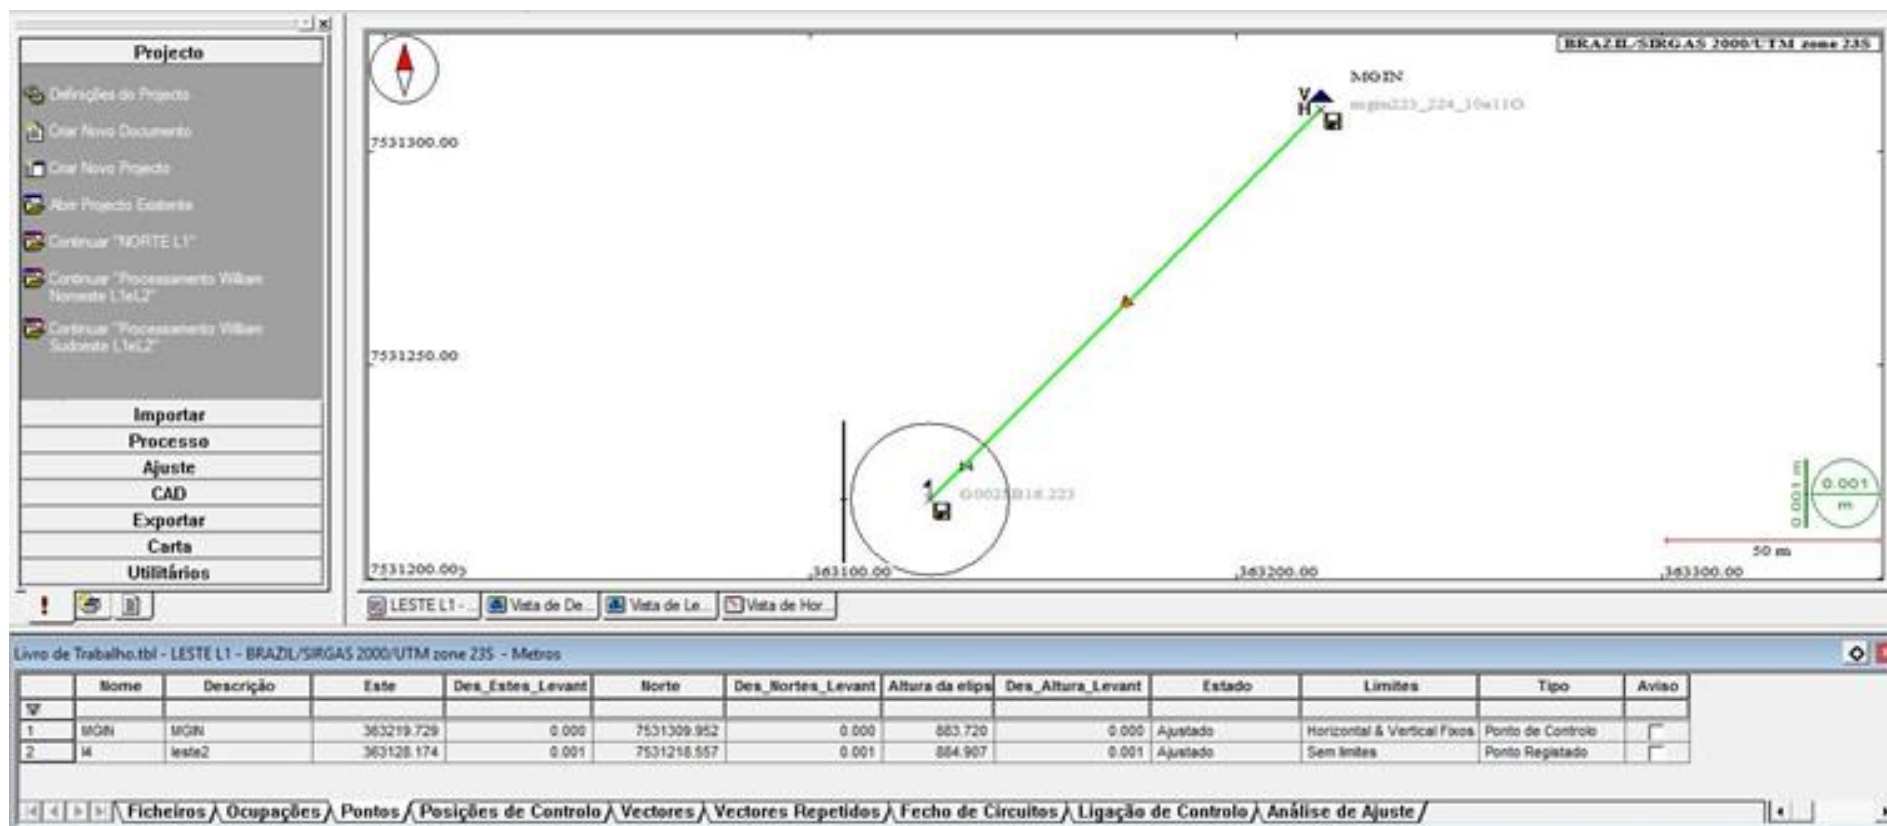 Projecto
Definições do Projecto
Criar Novo Documento
Criar Novo Projecto
Abrir Projecto Existente
Continuar "NORTE L1"
Continuar "Processamento William
Noroeste L1eL2"
Continuar "Processamento William
Sudoeste L1eL2"
Importar
Processo
Ajuste
CAD
Exportar
Carta
Utilitários
BRAZIL/SIRGAS 2000/UTM zone 23S
MGIN
V
H
7531300.00
7531250.00
7531200.00
363100.00
363200.00
363300.00
0.001 m
0.001
m
50 m
LESTE L1 - ...
Vista de De...
Vista de Le...
Vista de Hor...
Livro de Trabalho.tbl - LESTE L1 - BRAZIL/SIRGAS 2000/UTM zone 23S - Metros
Nome Descrição Este Des_Estes_Levant Norte Des_Nortes_Levant Altura da elips Des_Altura_Levant Estado Limites Tipo Aviso
1 MGIN MGIN 363219.729 0.000 7531309.952 0.000 883.720 0.000 Ajustado Horizontal & Vertical Fixos Ponto de Controlo
2 l4 leste2 363128.174 0.001 7531218.557 0.001 884.907 0.001 Ajustado Sem limites Ponto Registado
Ficheiros Ocupações Pontos Posições de Controlo Vectores Vectores Repetidos Fecho de Circuitos Ligação de Controlo Análise de Ajuste